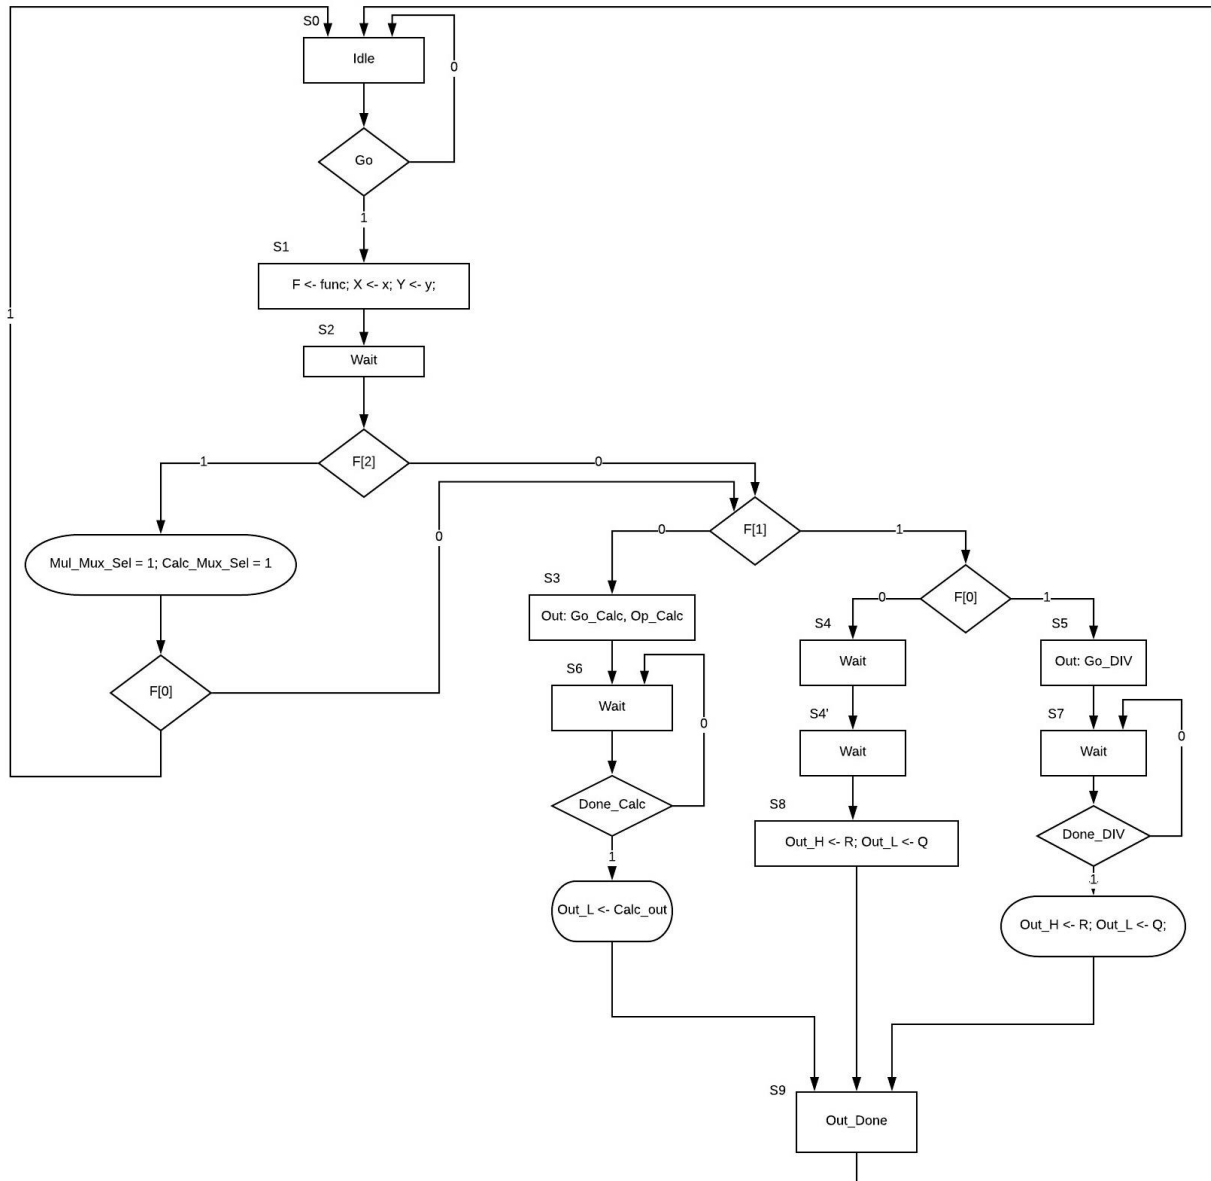 S0
Idle
0
Go
1
S1
F <- func; X <- x; Y <- y;
1
S2
Wait
F[2]
1
0
F[1]
0
1
0
Mul_Mux_Sel = 1; Calc_Mux_Sel = 1
S3
Out: Go_Calc, Op_Calc
F[0]
0
1
S4
Wait
S5
Out: Go_DIV
F[0]
S6
Wait
0
S4'
Wait
S7
Wait
0
Done_Calc
1
S8
Out_H <- R; Out_L <- Q
Done_DIV
1
Out_L <- Calc_out
Out_H <- R; Out_L <- Q;
S9
Out_Done